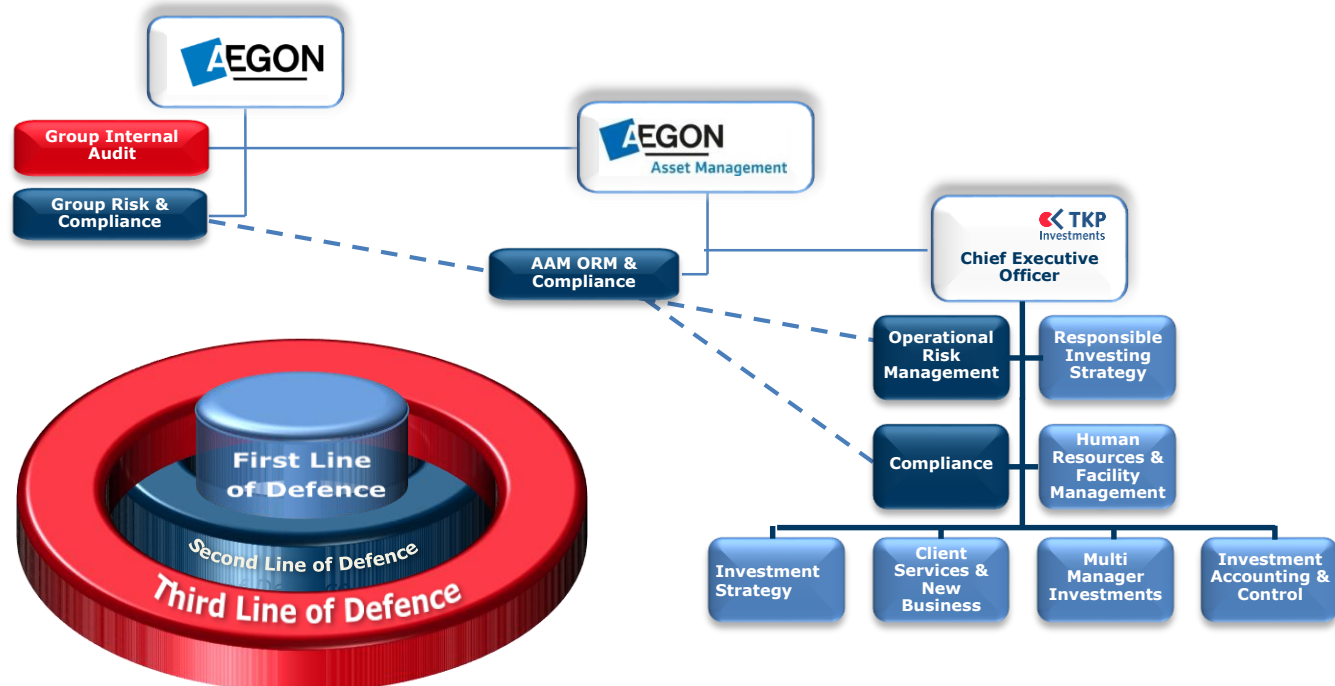 AEGON
Group Internal
Audit
AEGON
Asset Management
Group Risk &
Compliance
TKP
Investments
Chief Executive
Officer
AAM ORM &
Compliance
Operational
Risk
Management
Responsible
Investing
Strategy
First Line
of Defence
Second Line of Defence
Third Line of Defence
Compliance
Human
Resources &
Facility
Management
Investment
Strategy
Client
Services &
New
Business
Multi
Manager
Investments
Investment
Accounting &
Control